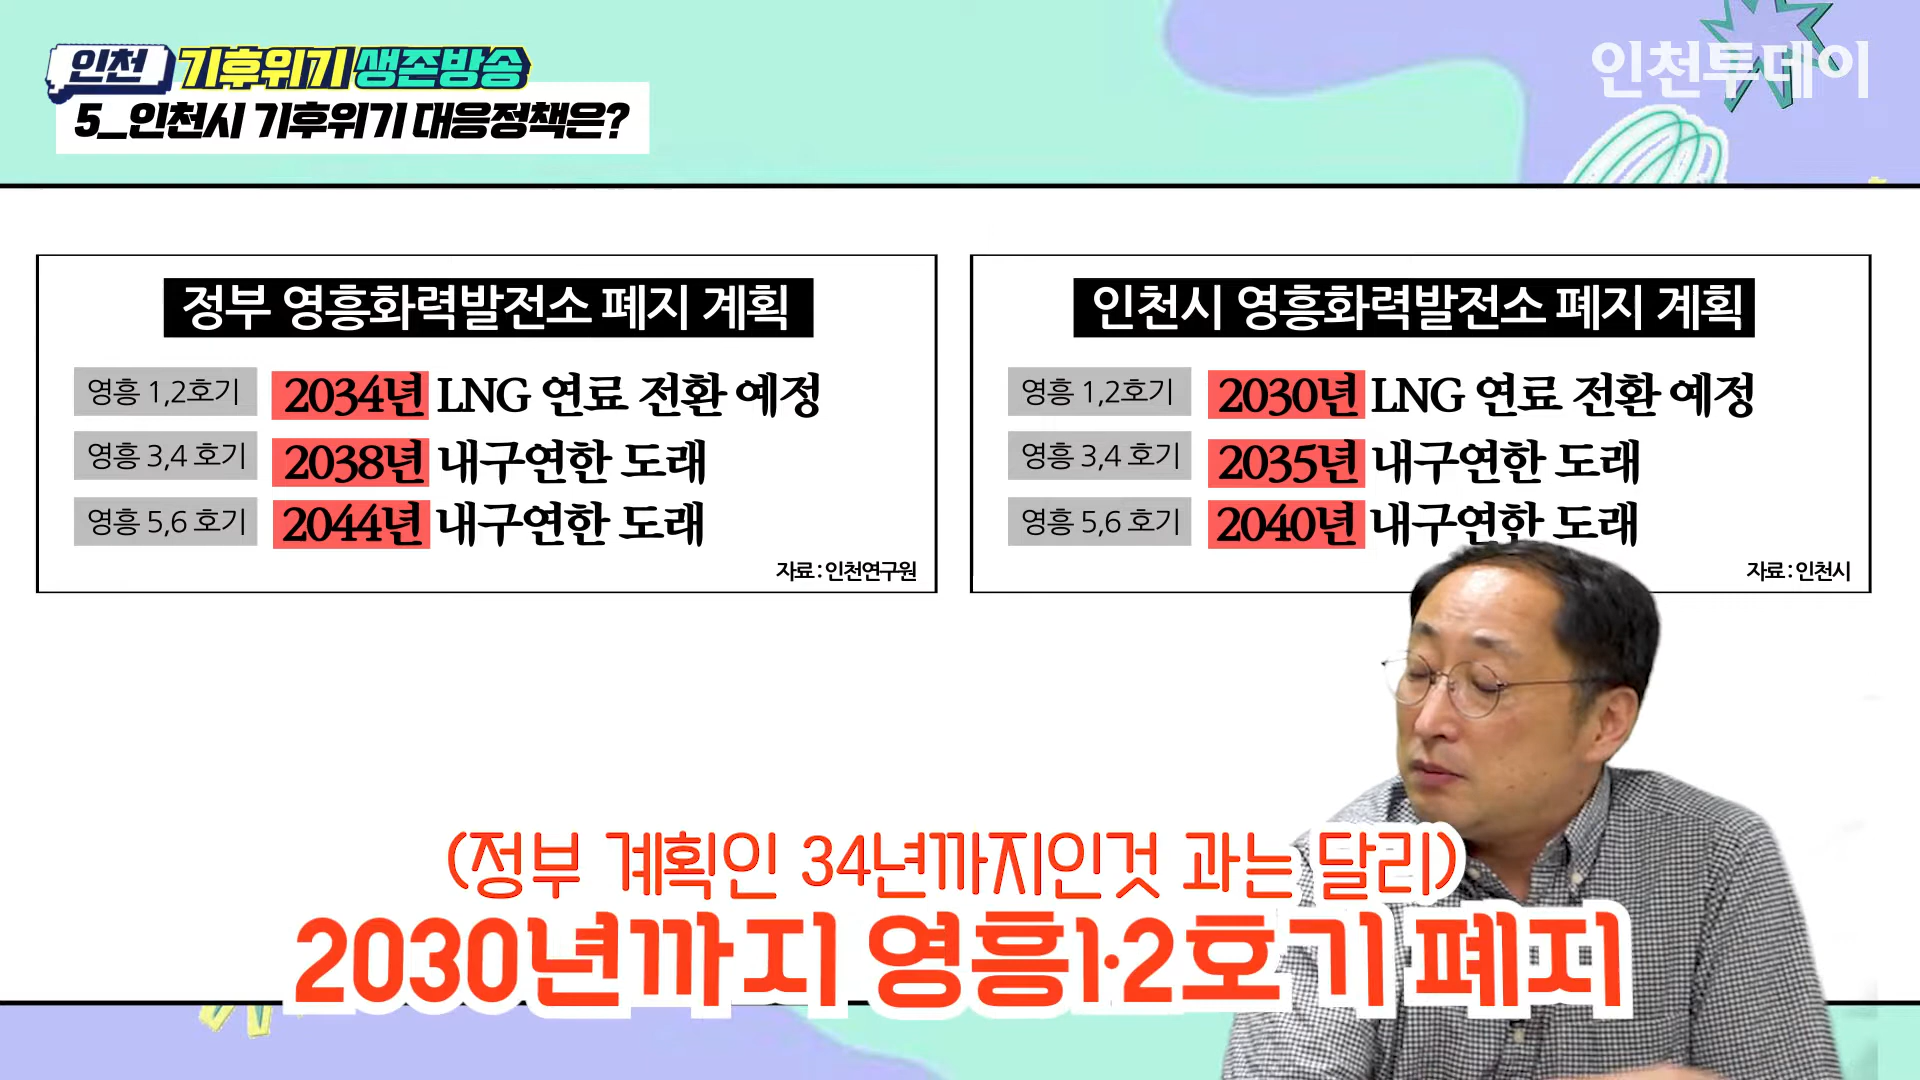 인천 기후위기 생존방송
5_인천시 기후위기 대응정책은?
인천투데이
정부 영흥화력발전소 폐지 계획
영흥 1,2호기 2034년 LNG 연료 전환 예정
영흥 3,4 호기 2038년 내구연한 도래
영흥 5,6 호기 2044년 내구연한 도래
자료 : 인천연구원
인천시 영흥화력발전소 폐지 계획
영흥 1,2호기 2030년 LNG 연료 전환 예정
영흥 3,4 호기 2035년 내구연한 도래
영흥 5,6 호기 2040년 내구연한 도래
자료 : 인천시
(정부 계획인 34년까지인것 과는 달리)
2030년까지 영흥1·2호기 폐지